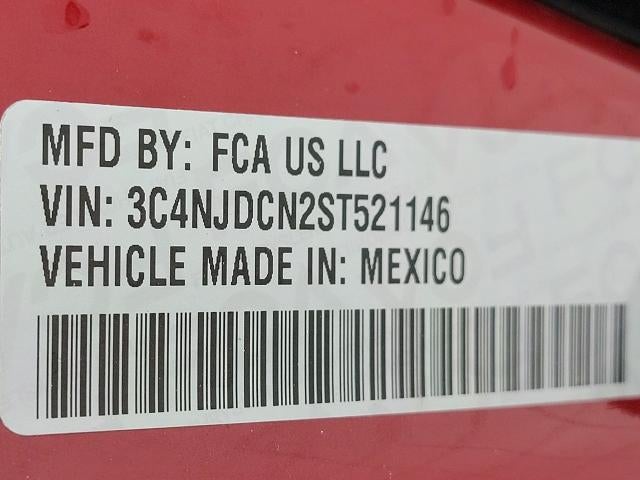 MFD BY: FCA US LLC
VIN: 3C4NJDCN2ST521146
VEHICLE MADE IN: MEXICO